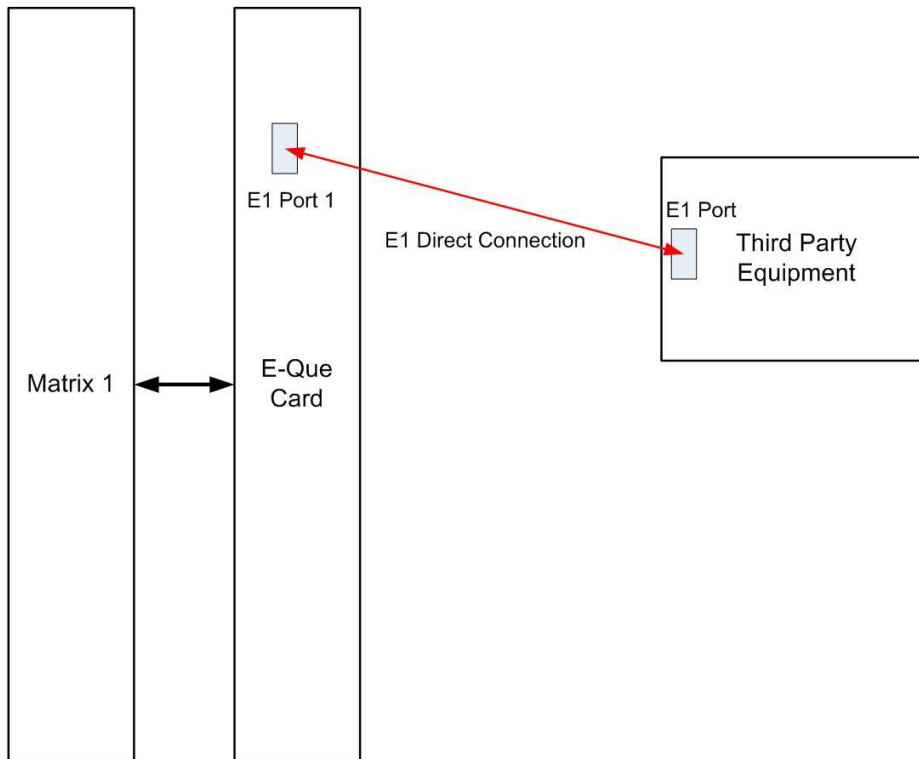 E1 Port 1
E1 Port
E1 Direct Connection
Third Party
Equipment
Matrix 1
E-Que
Card